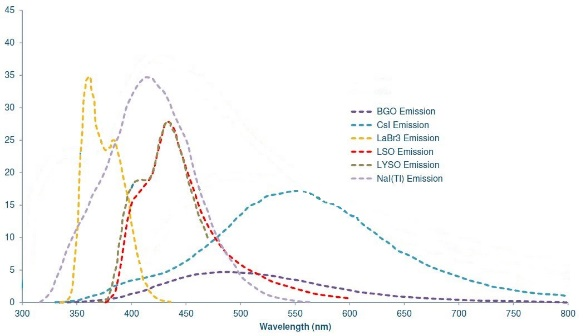 45
40
35
30
25
20
15
10
5
0
BGO Emission
CsI Emission
LaBr3 Emission
LSO Emission
LYSO Emission
NaI(Tl) Emission
300 350 400 450 500 550 600 650 700 750 800
Wavelength (nm)